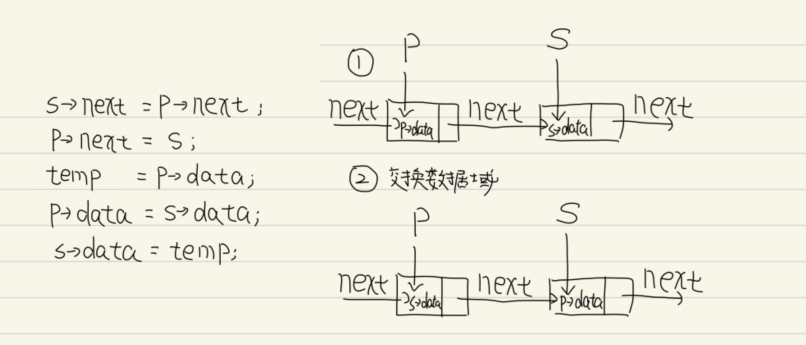 s→next = p→next;
p→next = s;
temp = p→data;
p→data = s→data;
s→data = temp;
① P S
next p→data next s→data next
② 交换数据域
P S
next s→data next p→data next